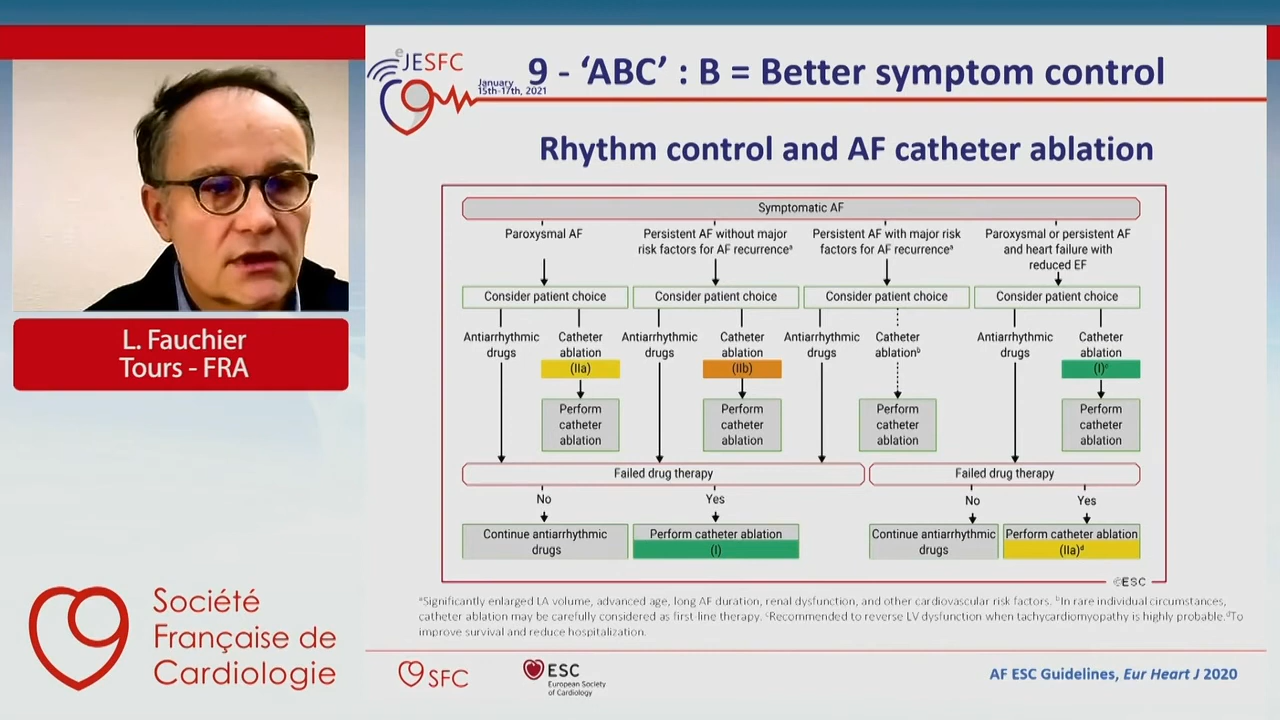 eJESFC
January
15th-17th, 2021
9 - ‘ABC’ : B = Better symptom control
Rhythm control and AF catheter ablation
Symptomatic AF
Paroxysmal AF
Persistent AF without major
risk factors for AF recurrenceᵃ
Persistent AF with major risk
factors for AF recurrenceᵃ
Paroxysmal or persistent AF
and heart failure with
reduced EF
Consider patient choice
Consider patient choice
Consider patient choice
Consider patient choice
Antiarrhythmic
drugs
Catheter
ablation
(IIa)
Antiarrhythmic
drugs
Catheter
ablation
(IIb)
Antiarrhythmic
drugs
Catheter
ablationᵇ
Antiarrhythmic
drugs
Catheter
ablation
(I)ᶜ
Perform
catheter
ablation
Perform
catheter
ablation
Perform
catheter
ablation
Perform
catheter
ablation
Failed drug therapy
Failed drug therapy
No
Yes
No
Yes
Continue antiarrhythmic
drugs
Perform catheter ablation
(I)
Continue antiarrhythmic
drugs
Perform catheter ablation
(IIa)ᵈ
©ESC
ᵃSignificantly enlarged LA volume, advanced age, long AF duration, renal dysfunction, and other cardiovascular risk factors. ᵇIn rare individual circumstances,
catheter ablation may be carefully considered as first-line therapy. ᶜRecommended to reverse LV dysfunction when tachycardiomyopathy is highly probable.ᵈTo
improve survival and reduce hospitalization.
L. Fauchier
Tours - FRA
Société
Française de
Cardiologie
SFC
ESC
European Society
of Cardiology
AF ESC Guidelines, Eur Heart J 2020